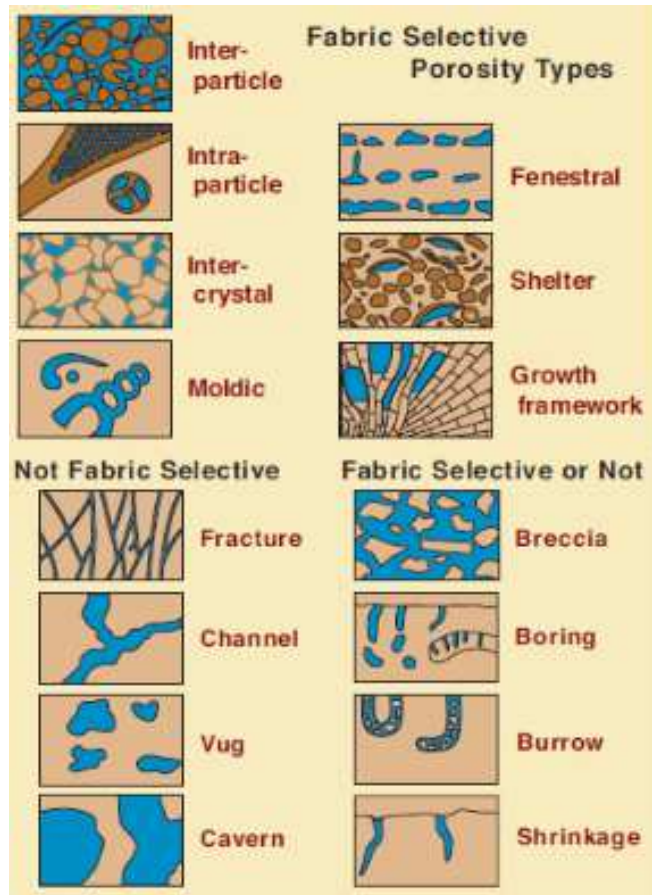 Fabric Selective
Porosity Types
Inter-
particle
Intra-
particle
Inter-
crystal
Moldic
Fenestral
Shelter
Growth
framework
Not Fabric Selective
Fracture
Channel
Vug
Cavern
Fabric Selective or Not
Breccia
Boring
Burrow
Shrinkage